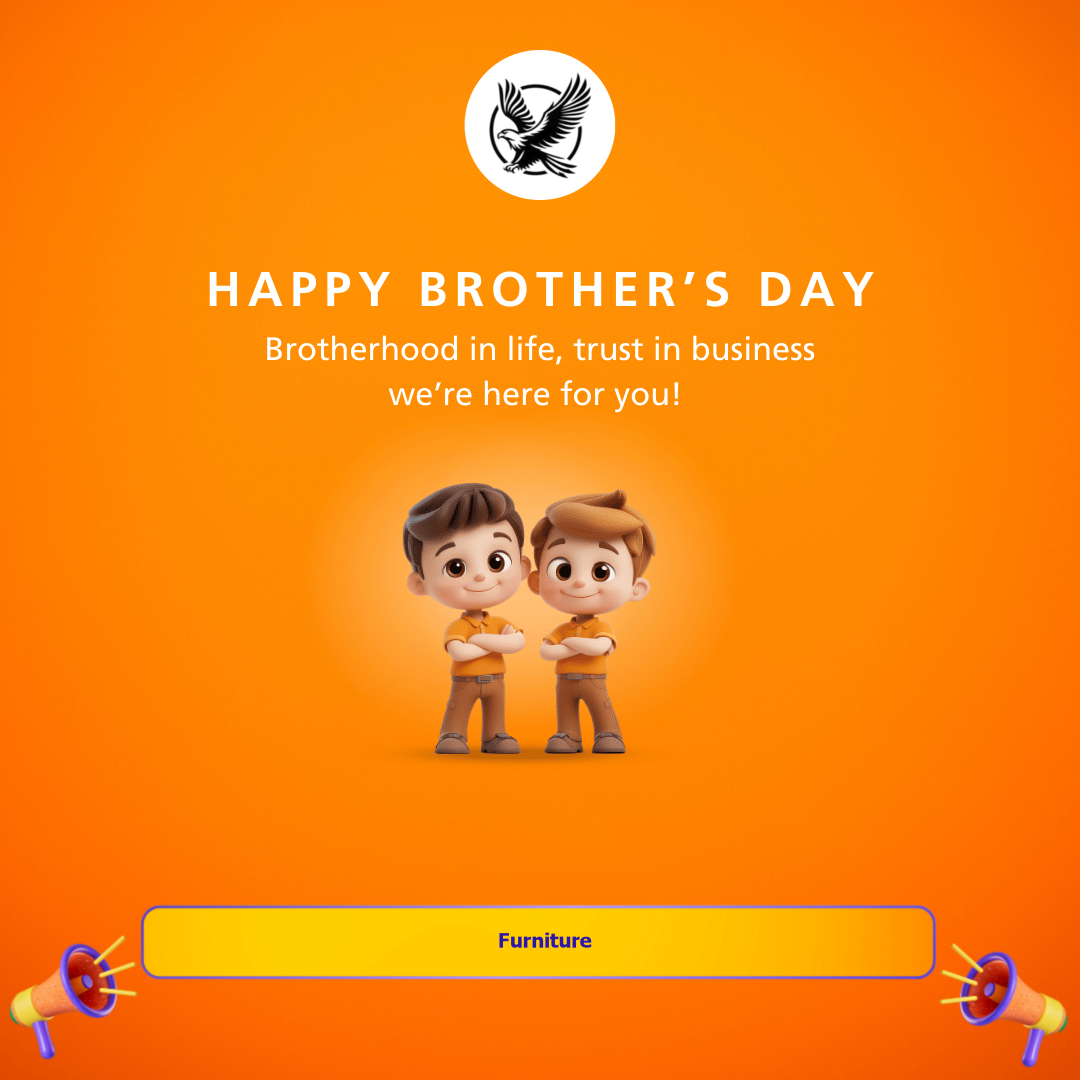 HAPPY BROTHER’S DAY
Brotherhood in life, trust in business
we’re here for you!
Furniture